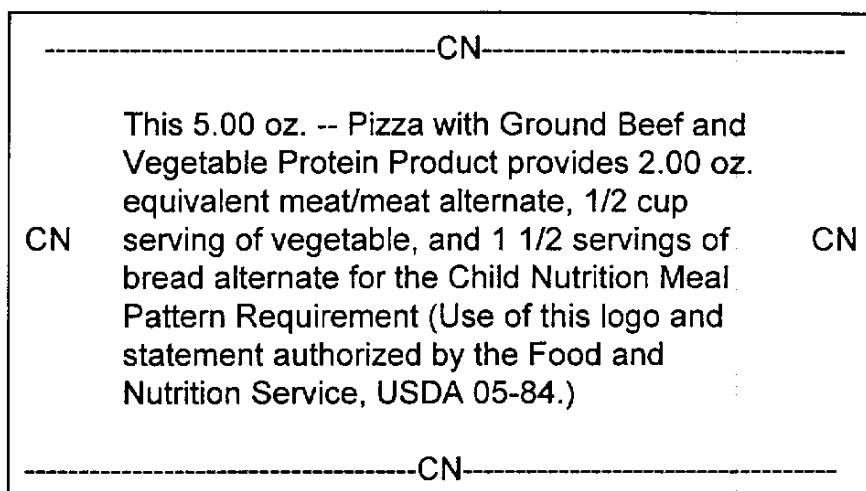 -------------------------------------CN-----------------------------------
This 5.00 oz. -- Pizza with Ground Beef and
Vegetable Protein Product provides 2.00 oz.
equivalent meat/meat alternate, 1/2 cup
CN serving of vegetable, and 1 1/2 servings of CN
bread alternate for the Child Nutrition Meal
Pattern Requirement (Use of this logo and
statement authorized by the Food and
Nutrition Service, USDA 05-84.)
-------------------------------------CN-----------------------------------